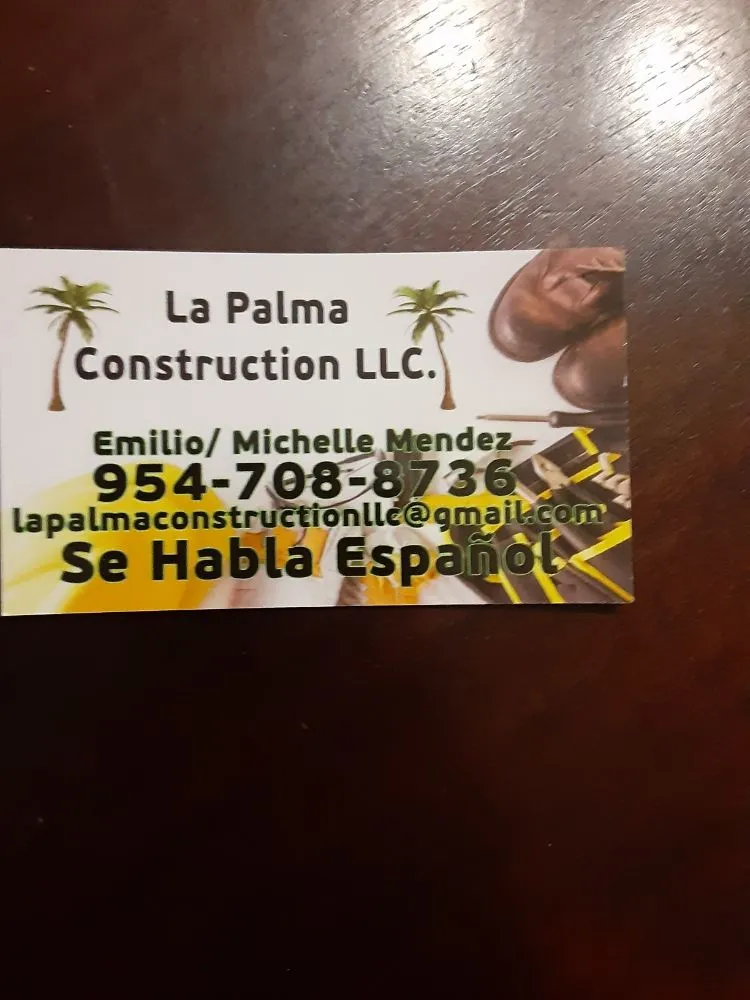 La Palma
Construction LLC.
Emilio/ Michelle Mendez
954-708-8736
lapalmaconstructionllc@gmail.com
Se Habla Español